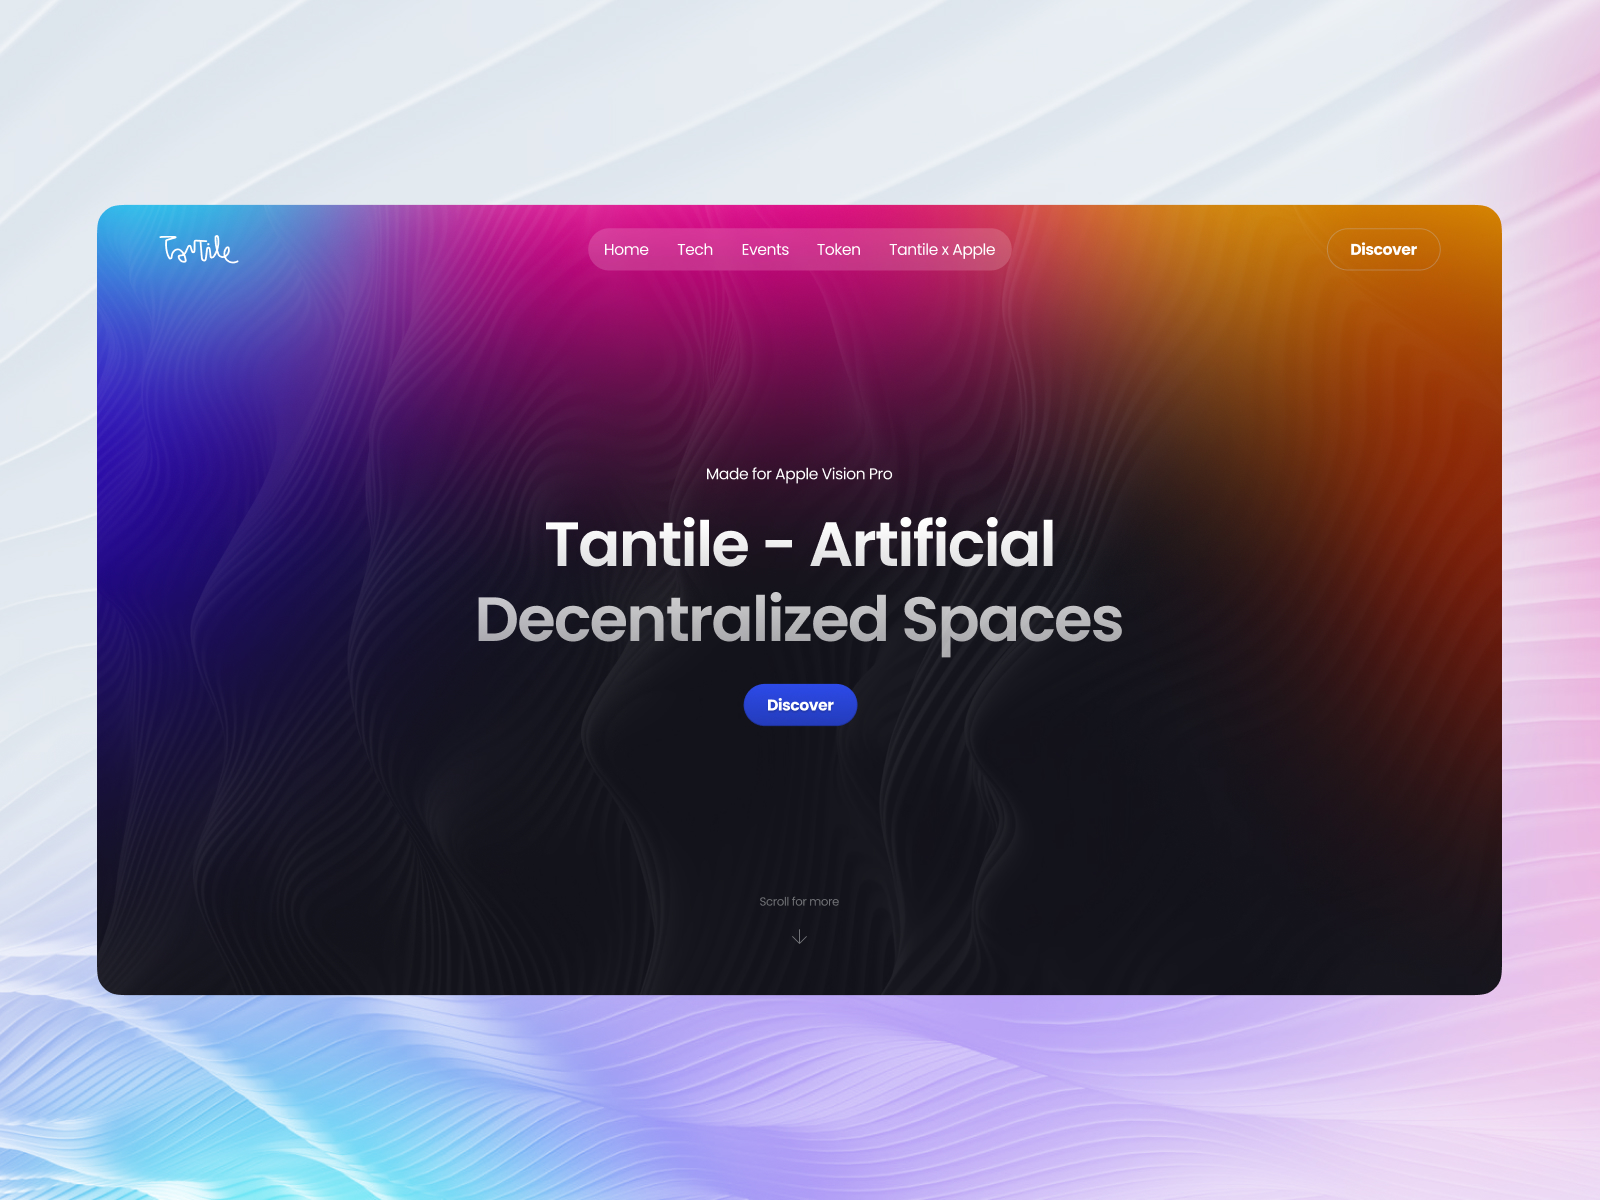 Tantile
Home Tech Events Token Tantile x Apple
Discover
Made for Apple Vision Pro
Tantile - Artificial
Decentralized Spaces
Discover
Scroll for more